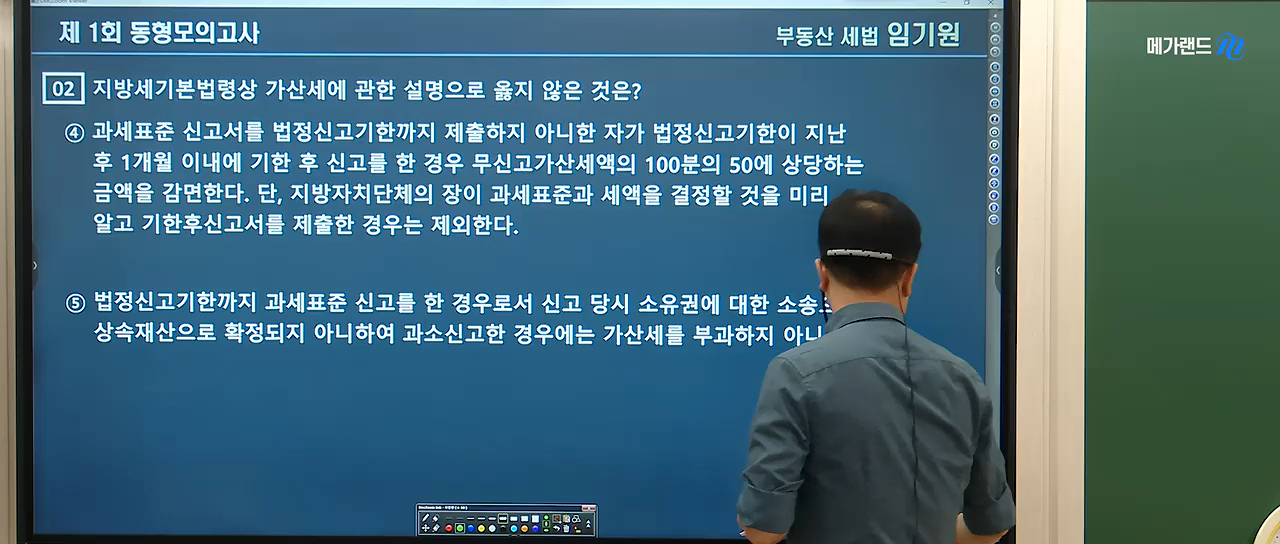 제 1회 동형모의고사
부동산 세법 임기원
메가랜드
02 지방세기본법령상 가산세에 관한 설명으로 옳지 않은 것은?
④ 과세표준 신고서를 법정신고기한까지 제출하지 아니한 자가 법정신고기한이 지난
후 1개월 이내에 기한 후 신고를 한 경우 무신고가산세액의 100분의 50에 상당하는
금액을 감면한다. 단, 지방자치단체의 장이 과세표준과 세액을 결정할 것을 미리
알고 기한후신고서를 제출한 경우는 제외한다.
⑤ 법정신고기한까지 과세표준 신고를 한 경우로서 신고 당시 소유권에 대한
상속재산으로 확정되지 아니하여 과소신고한 경우에는 가산세를 부과하지